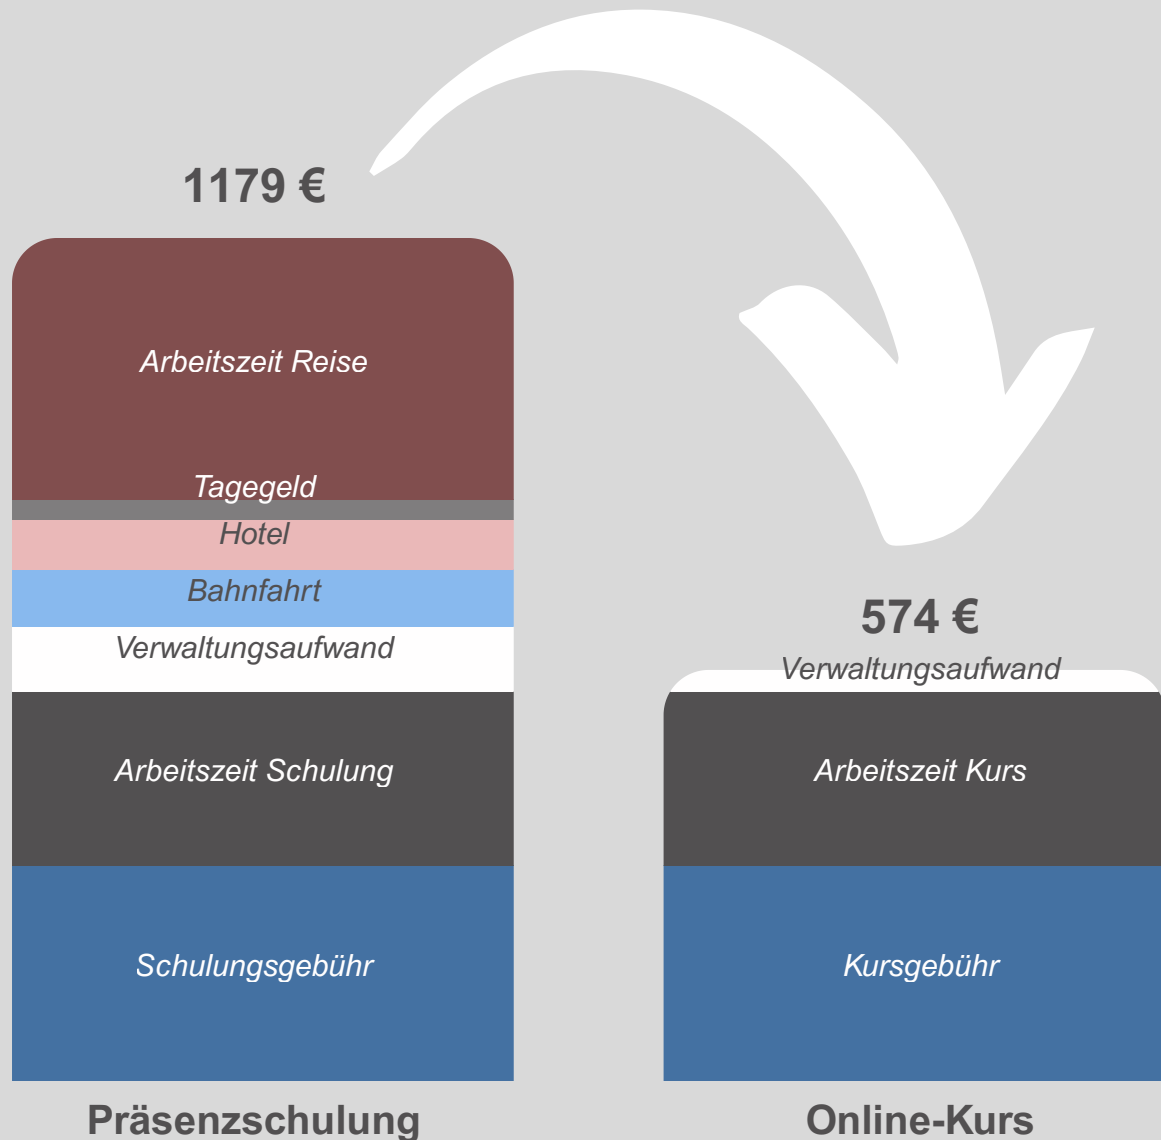 1179 €
Arbeitszeit Reise
Tagegeld
Hotel
Bahnfahrt
Verwaltungsaufwand
Arbeitszeit Schulung
Schulungsgebühr
Präsenzschulung
574 €
Verwaltungsaufwand
Arbeitszeit Kurs
Kursgebühr
Online-Kurs